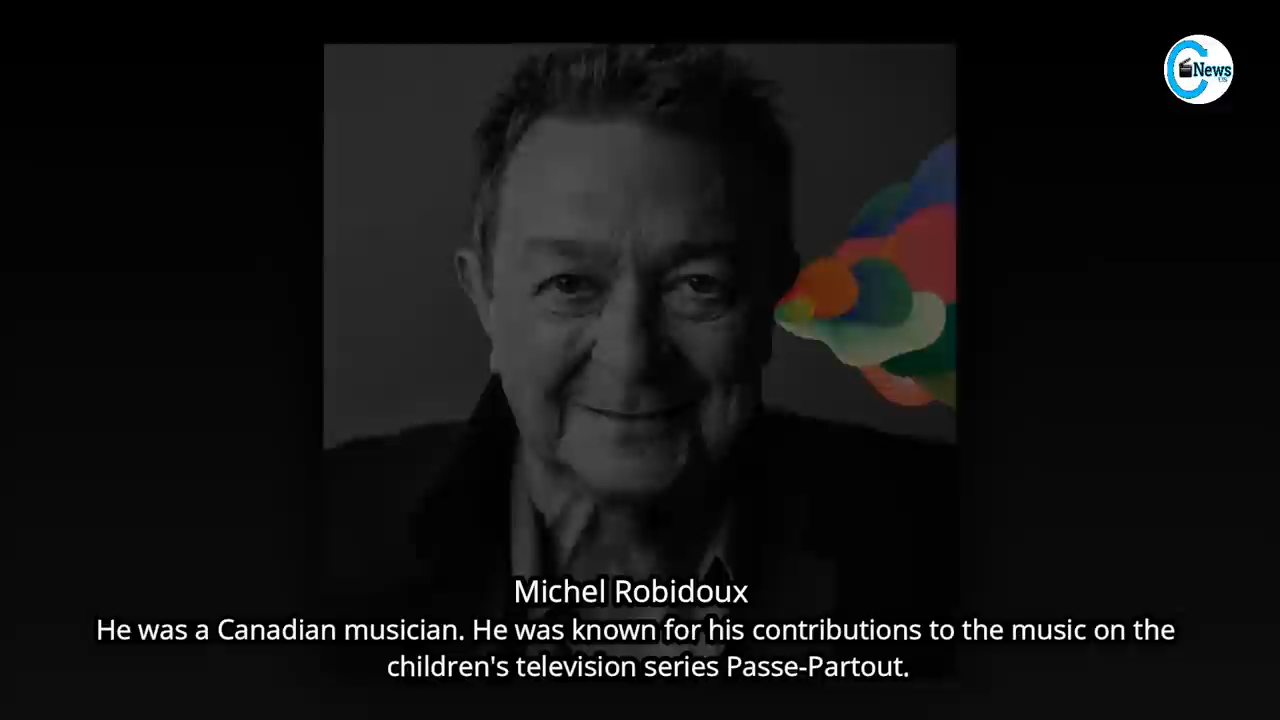 C
News
US
Michel Robidoux
He was a Canadian musician. He was known for his contributions to the music on the
children's television series Passe-Partout.